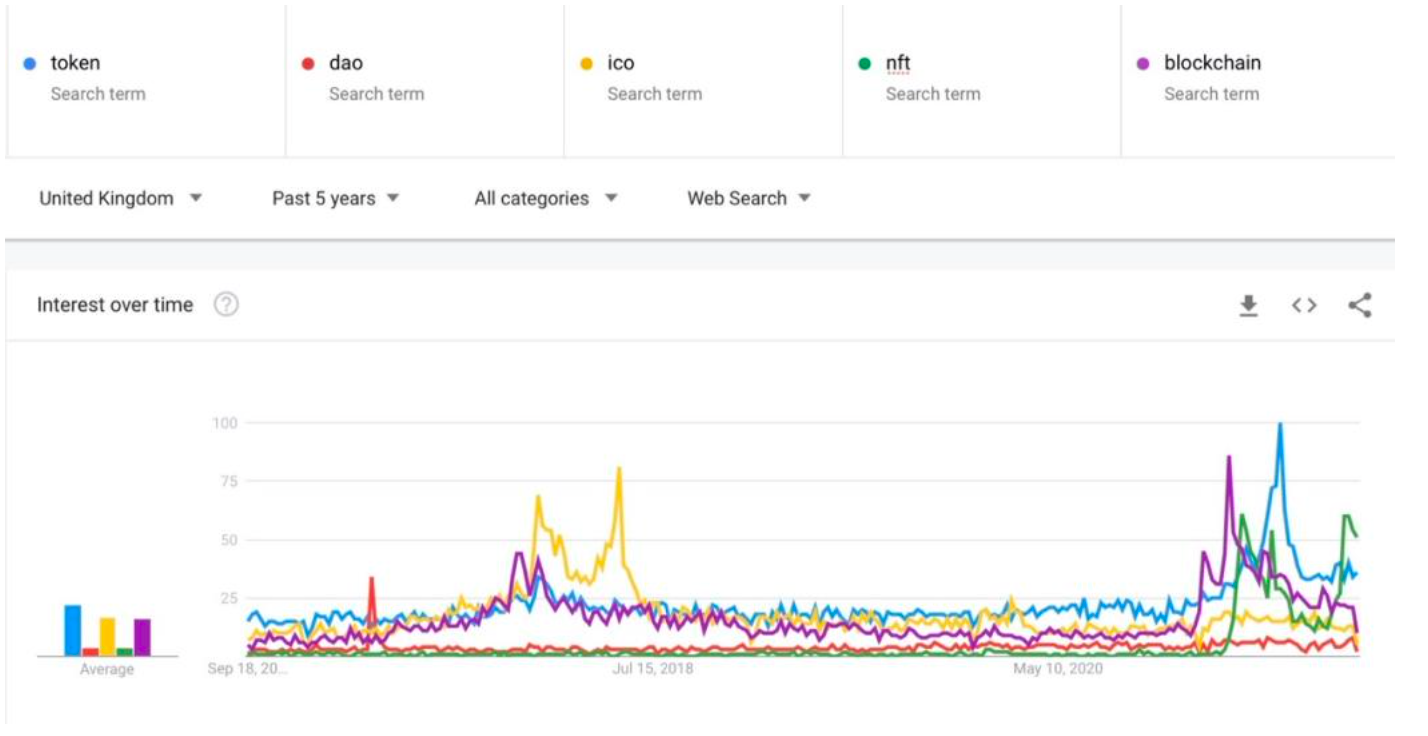 token dao ico nft blockchain
Search term Search term Search term Search term Search term
United Kingdom Past 5 years All categories Web Search
Interest over time ?
100
75
50
25
Average Sep 18, 20... Jul 15, 2018 May 10, 2020